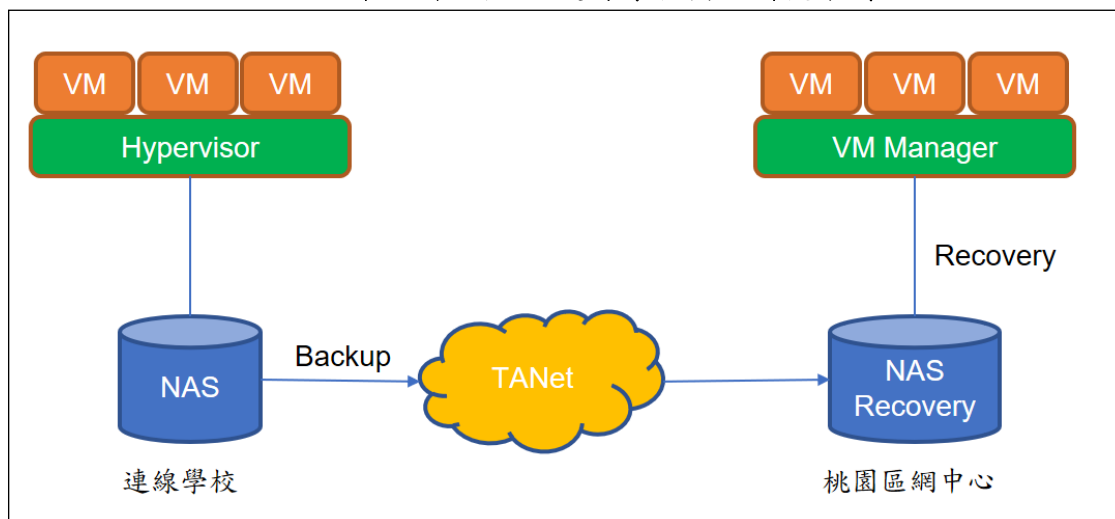 VM VM VM
Hypervisor
VM VM VM
VM Manager
Recovery
Backup
NAS
TANet
NAS
Recovery
連線學校
桃園區網中心